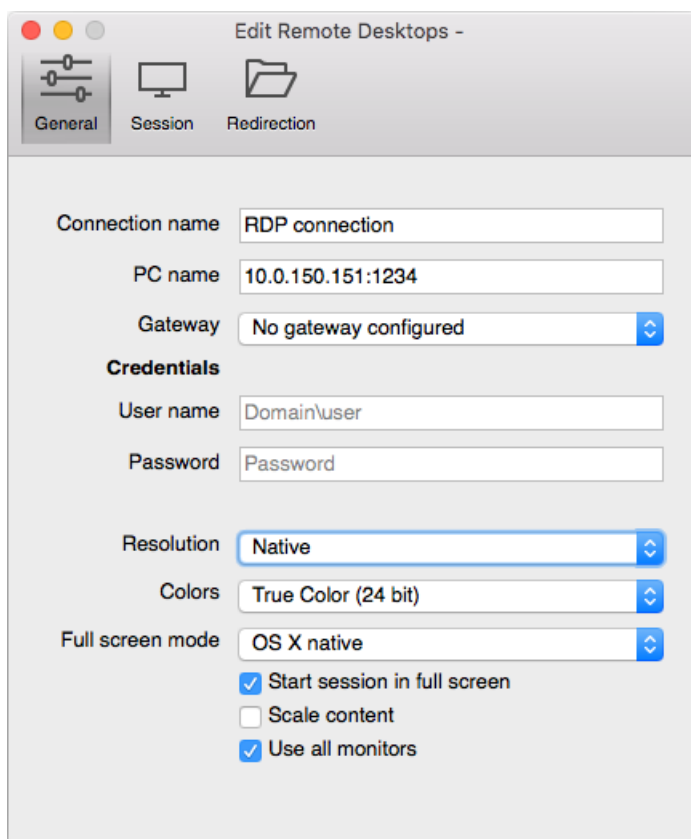 Edit Remote Desktops -
General Session Redirection
Connection name RDP connection
PC name 10.0.150.151:1234
Gateway No gateway configured
Credentials
User name Domain\user
Password Password
Resolution Native
Colors True Color (24 bit)
Full screen mode OS X native
Start session in full screen
Scale content
Use all monitors